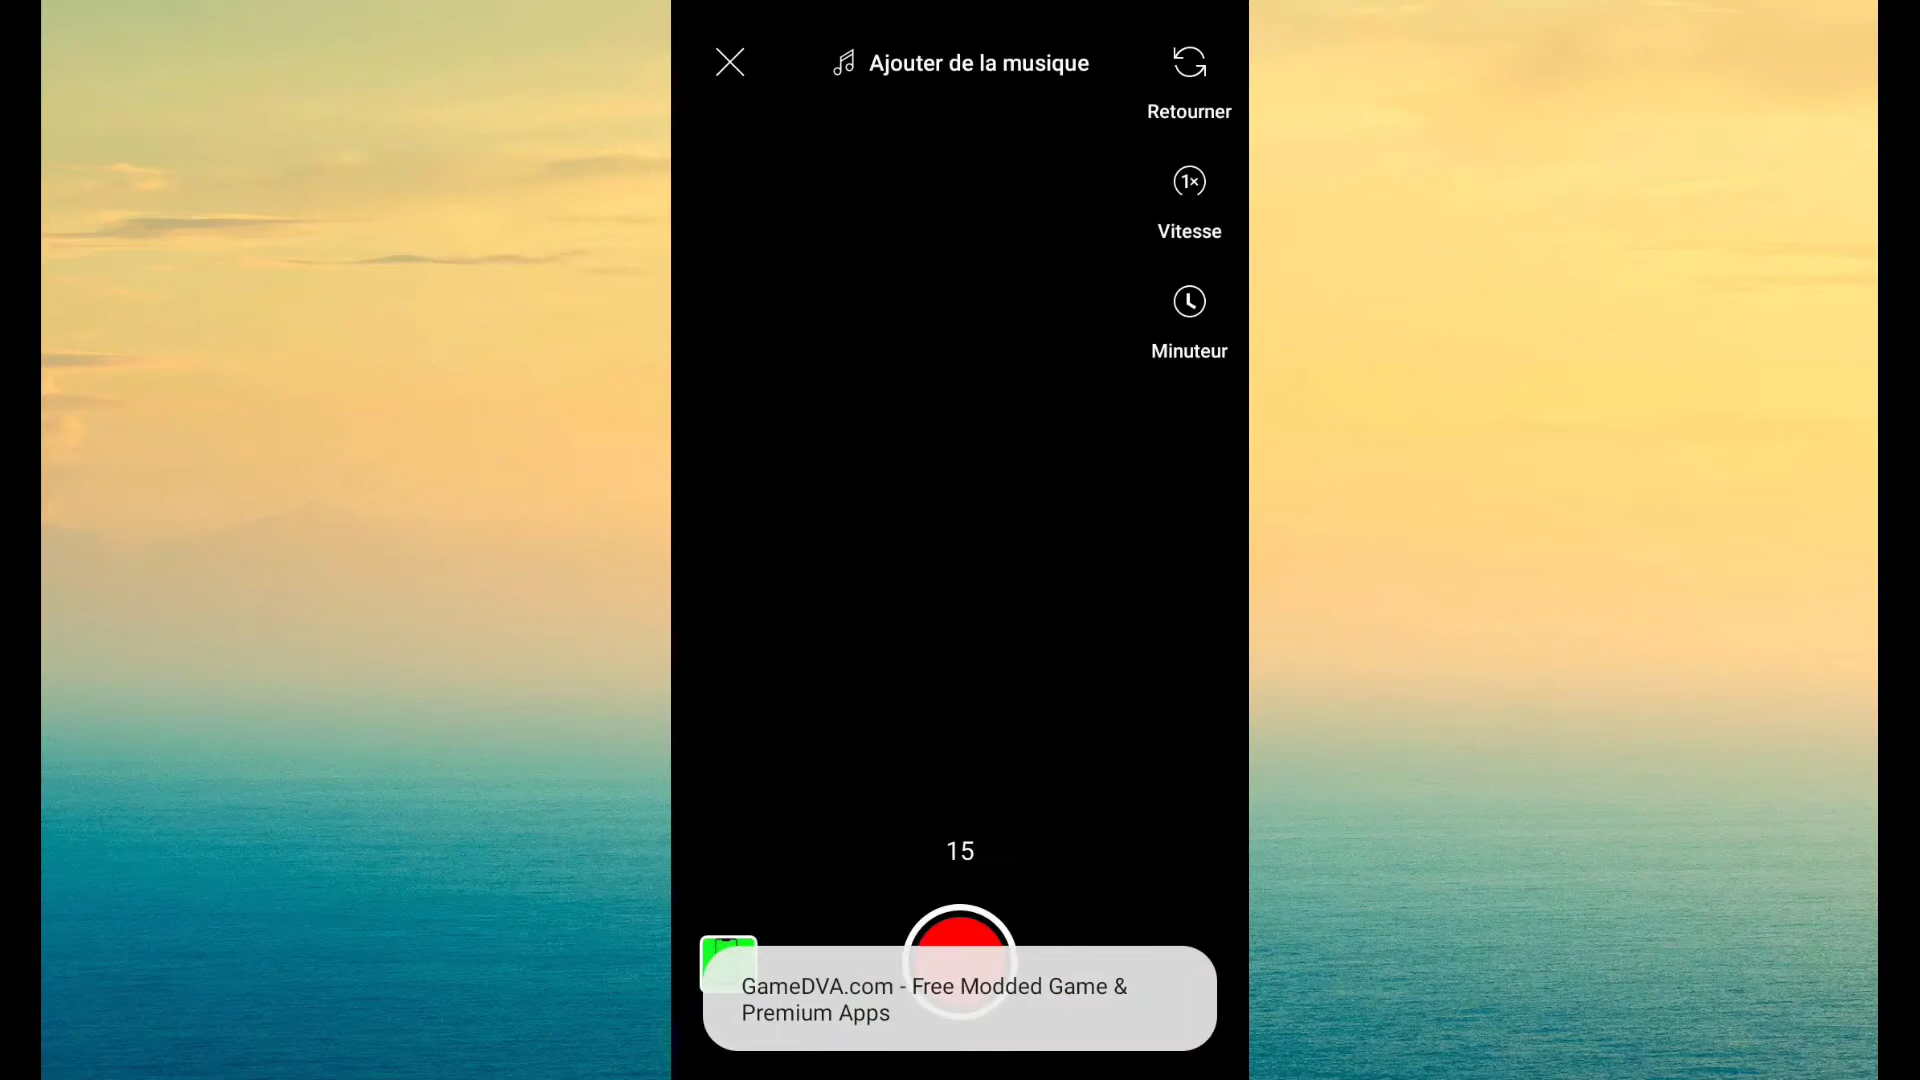 Ajouter de la musique
Retourner
1×
Vitesse
Minuteur
15
GameDVA.com - Free Modded Game &
Premium Apps